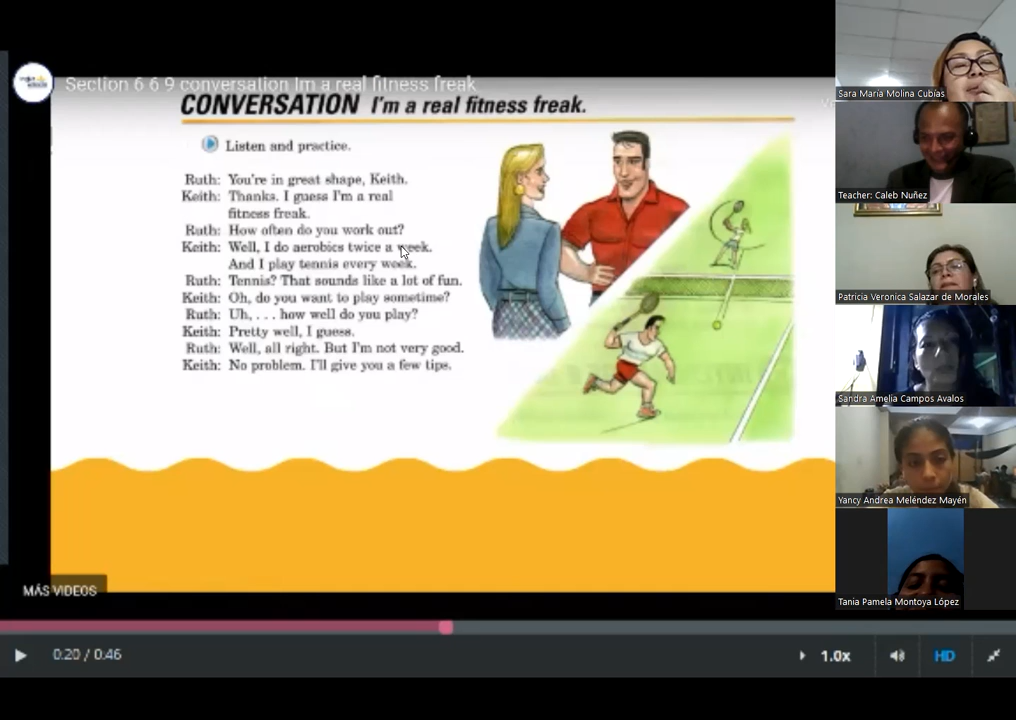 Section 6 6 9 conversation Im a real fitness freak
CONVERSATION I'm a real fitness freak.
Listen and practice.
Ruth: You're in great shape, Keith.
Keith: Thanks. I guess I'm a real
fitness freak.
Ruth: How often do you work out?
Keith: Well, I do aerobics twice a week.
And I play tennis every week.
Ruth: Tennis? That sounds like a lot of fun.
Keith: Oh, do you want to play sometime?
Ruth: Uh, . . . how well do you play?
Keith: Pretty well, I guess.
Ruth: Well, all right. But I'm not very good.
Keith: No problem. I'll give you a few tips.
MÁS VIDEOS
0:20 / 0:46
1.0x
HD
Sara María Molina Cubías
Teacher: Caleb Nuñez
Patricia Veronica Salazar de Morales
Sandra Amelia Campos Avalos
Yancy Andrea Meléndez Mayén
Tania Pamela Montoya López